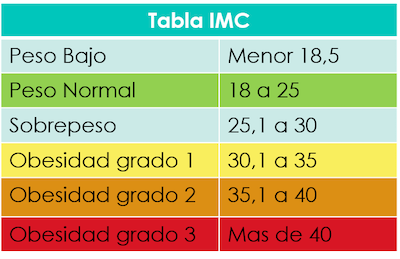 Tabla IMC
Peso Bajo Menor 18,5
Peso Normal 18 a 25
Sobrepeso 25,1 a 30
Obesidad grado 1 30,1 a 35
Obesidad grado 2 35,1 a 40
Obesidad grado 3 Mas de 40